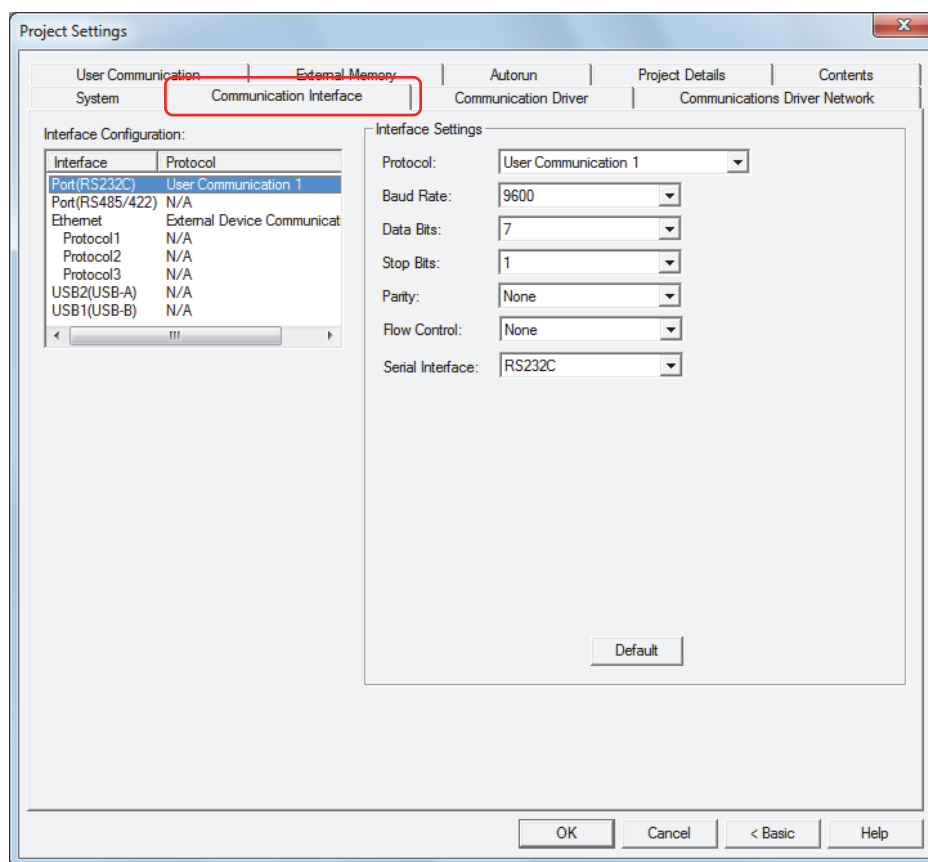 Project Settings
User Communication External Memory Autorun Project Details Contents
System Communication Interface Communication Driver Communications Driver Network
Interface Configuration:
Interface Protocol
Port(RS232C) User Communication 1
Port(RS485/422) N/A
Ethernet External Device Communicat
Protocol1 N/A
Protocol2 N/A
Protocol3 N/A
USB2(USB-A) N/A
USB1(USB-B) N/A
Interface Settings
Protocol: User Communication 1
Baud Rate: 9600
Data Bits: 7
Stop Bits: 1
Parity: None
Flow Control: None
Serial Interface: RS232C
Default
OK Cancel < Basic Help